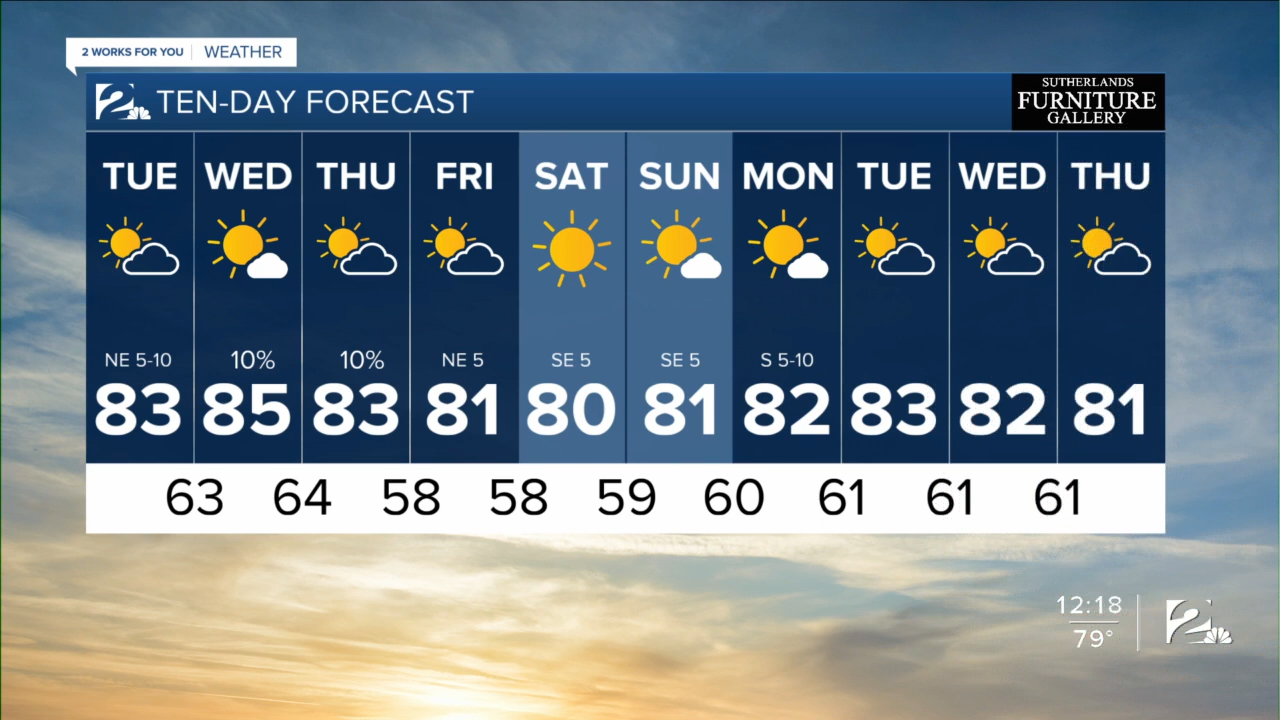 2 WORKS FOR YOU | WEATHER
2 TEN-DAY FORECAST
SUTHERLANDS
FURNITURE
GALLERY
TUE WED THU FRI SAT SUN MON TUE WED THU
NE 5-10 10% 10% NE 5 SE 5 SE 5 S 5-10
83 85 83 81 80 81 82 83 82 81
63 64 58 58 59 60 61 61 61
12:18
79°
2